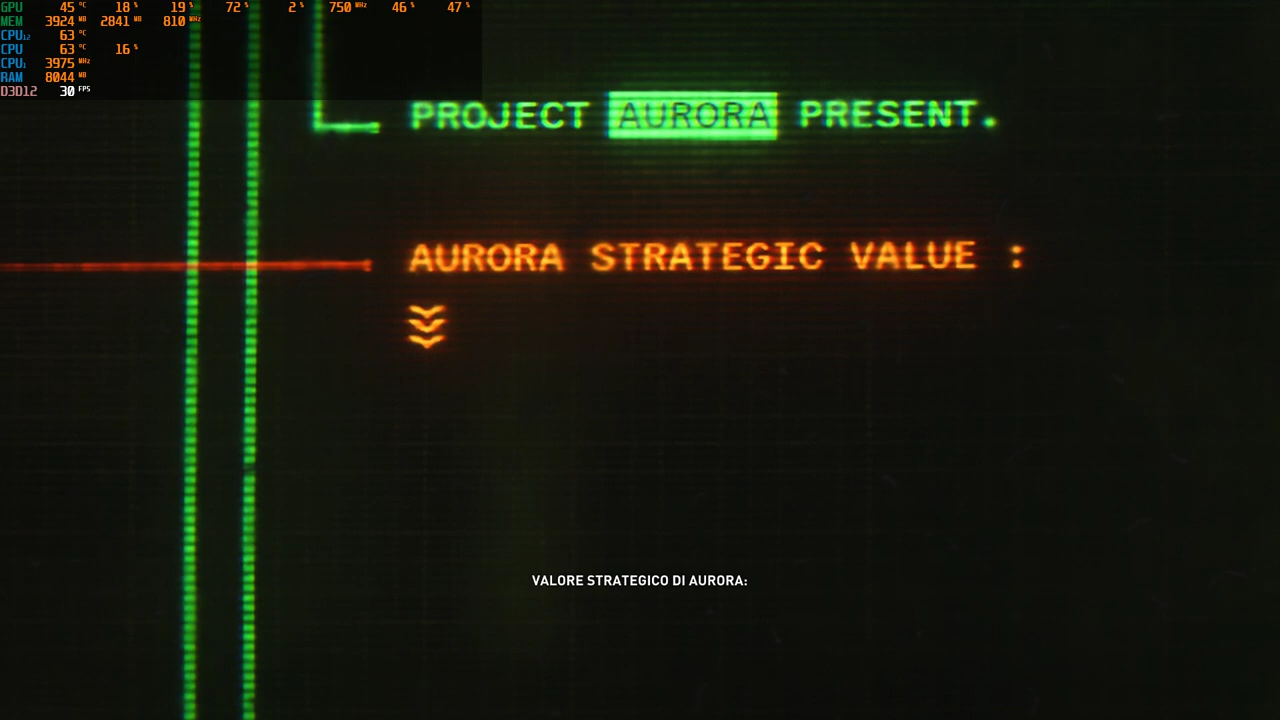 GPU 45 °C 18 % 19 % 72 % 2 % 750 MHz 46 % 47 %
MEM 3924 MB 2841 MB 810 MHz
CPU12 63 °C
CPU 63 °C 16 %
CPU1 3975 MHz
RAM 8044 MB
D3D12 30 FPS
PROJECT AURORA PRESENT.
AURORA STRATEGIC VALUE :
VALORE STRATEGICO DI AURORA: